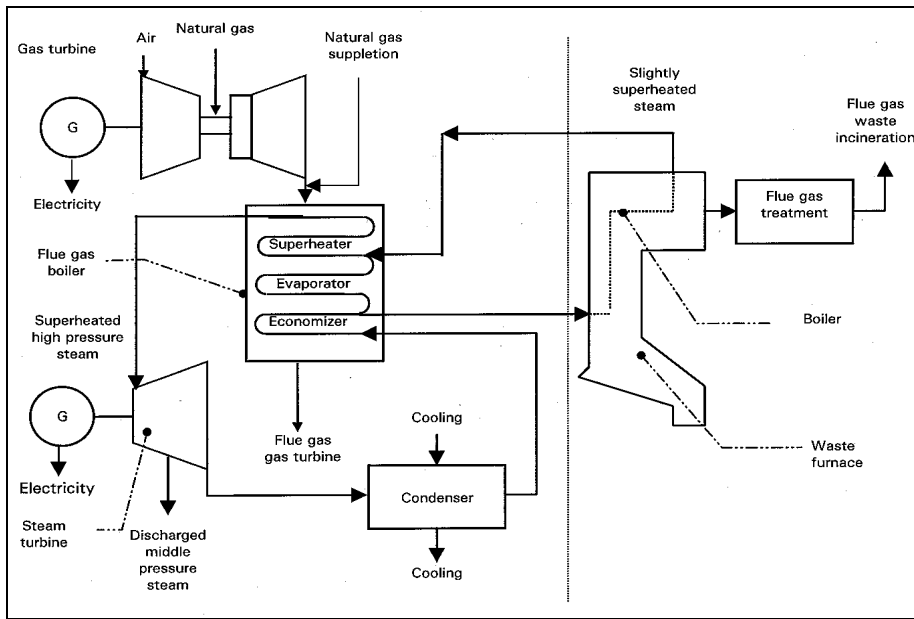 Gas turbine
Air
Natural gas
Natural gas
suppletion
G
Electricity
Slightly
superheated
steam
Flue gas
waste
incineration
Flue gas
treatment
Flue gas
boiler
Superheater
Evaporator
Economizer
Superheated
high pressure
steam
Boiler
G
Electricity
Flue gas
gas turbine
Cooling
Condenser
Cooling
Waste
furnace
Steam
turbine
Discharged
middle
pressure
steam